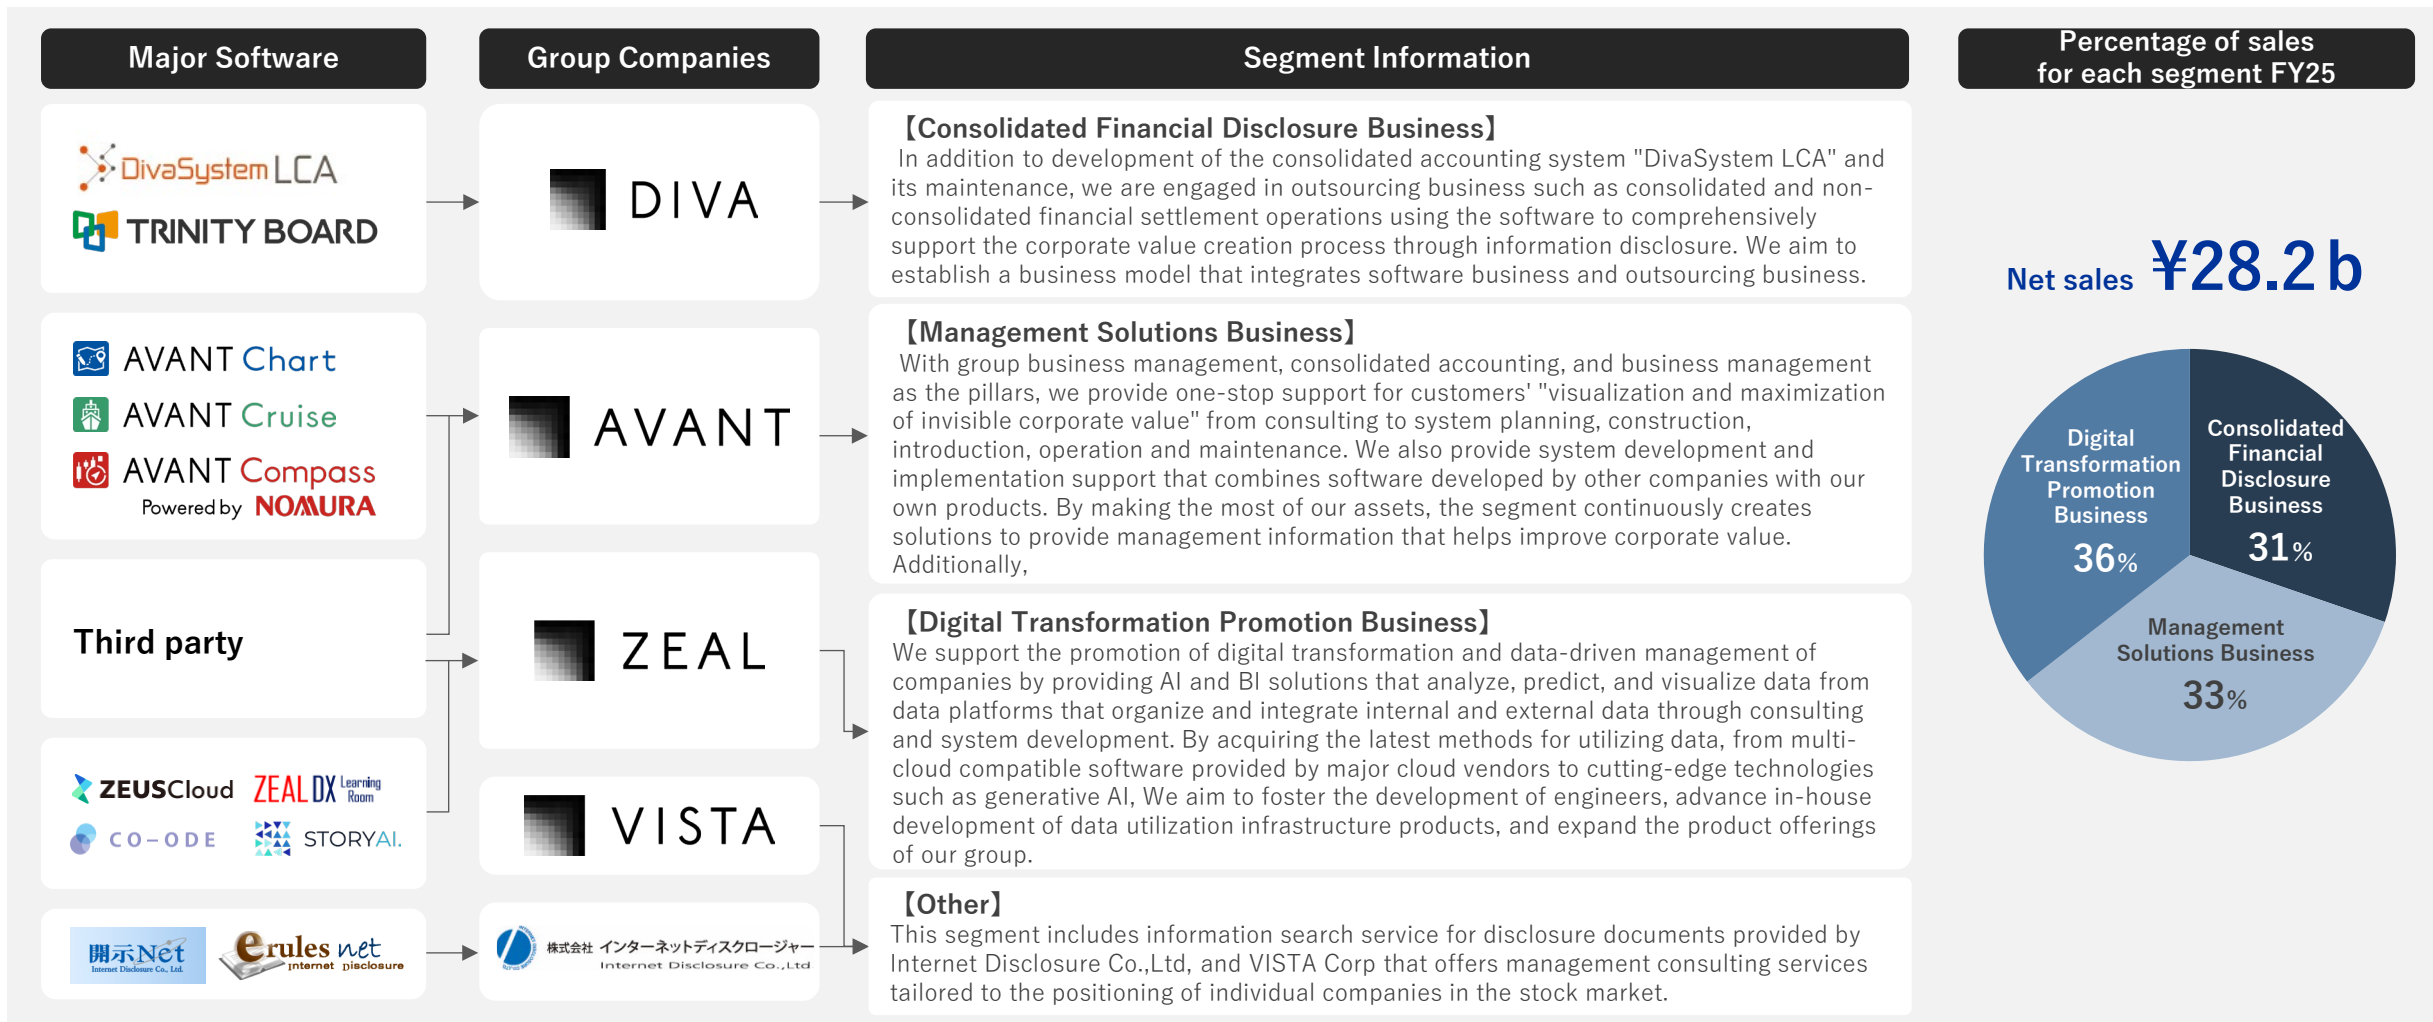 Major Software
Group Companies
Segment Information
Percentage of sales
for each segment FY25
DivaSystem LCA
TRINITY BOARD
DIVA
【Consolidated Financial Disclosure Business】
In addition to development of the consolidated accounting system "DivaSystem LCA" and
its maintenance, we are engaged in outsourcing business such as consolidated and non-
consolidated financial settlement operations using the software to comprehensively
support the corporate value creation process through information disclosure. We aim to
establish a business model that integrates software business and outsourcing business.
AVANT Chart
AVANT Cruise
AVANT Compass
Powered by NOMURA
AVANT
【Management Solutions Business】
With group business management, consolidated accounting, and business management
as the pillars, we provide one-stop support for customers' "visualization and maximization
of invisible corporate value" from consulting to system planning, construction,
introduction, operation and maintenance. We also provide system development and
implementation support that combines software developed by other companies with our
own products. By making the most of our assets, the segment continuously creates
solutions to provide management information that helps improve corporate value.
Additionally,
Third party
ZEAL
【Digital Transformation Promotion Business】
We support the promotion of digital transformation and data-driven management of
companies by providing AI and BI solutions that analyze, predict, and visualize data from
data platforms that organize and integrate internal and external data through consulting
and system development. By acquiring the latest methods for utilizing data, from multi-
cloud compatible software provided by major cloud vendors to cutting-edge technologies
such as generative AI, We aim to foster the development of engineers, advance in-house
development of data utilization infrastructure products, and expand the product offerings
of our group.
ZEUSCloud
ZEAL DX Learning
Room
CO-ODE
STORYAI.
VISTA
開示Net
Internet Disclosure Co., Ltd.
erules net
Internet Disclosure
株式会社 インターネットディスクロージャー
Internet Disclosure Co.,Ltd.
【Other】
This segment includes information search service for disclosure documents provided by
Internet Disclosure Co.,Ltd, and VISTA Corp that offers management consulting services
tailored to the positioning of individual companies in the stock market.
Net sales ¥28.2 b
Digital
Transformation
Promotion
Business
36%
Consolidated
Financial
Disclosure
Business
31%
Management
Solutions Business
33%